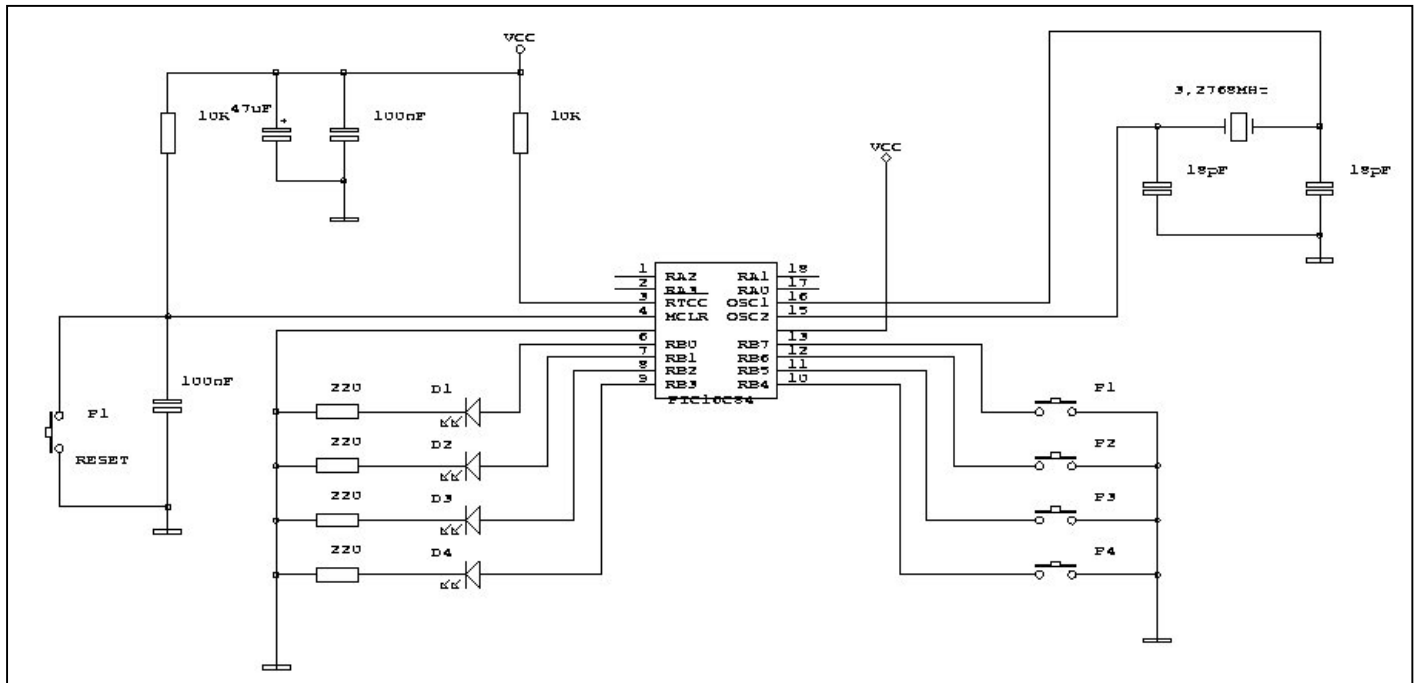 VCC
10K
47uF
+
100nF
10K
3,2768MHz
VCC
18pF
18pF
1
RA2
RA1
18
2
RA3
RA0
17
3
RTCC
OSC1
16
4
MCLR
OSC2
15
6
RB0
RB7
13
7
RB1
RB6
12
8
RB2
RB5
11
9
RB3
RB4
10
PIC16C84
100nF
P1
RESET
220
D1
P1
220
D2
P2
220
D3
P3
220
D4
P4